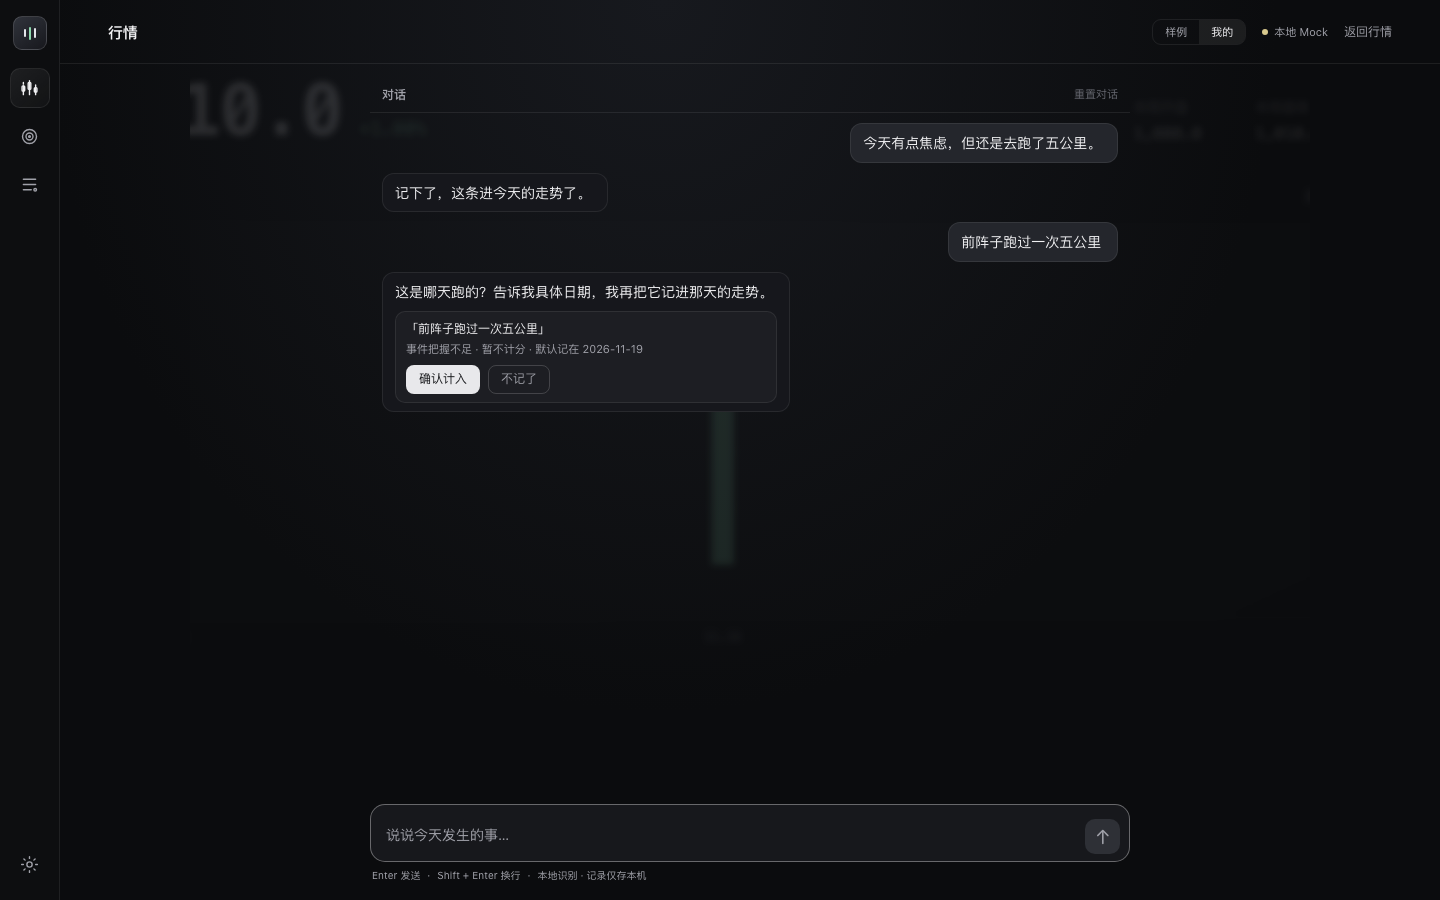 行情
样例
我的
本地 Mock
返回行情
10.0
对话
重置对话
今天有点焦虑，但还是去跑了五公里。
记下了，这条进今天的走势了。
前阵子跑过一次五公里
这是哪天跑的？告诉我具体日期，我再把它记进那天的走势。
「前阵子跑过一次五公里」
事件把握不足 · 暂不计分 · 默认记在 2026-11-19
确认计入
不记了
说说今天发生的事…
Enter 发送 · Shift + Enter 换行 · 本地识别 · 记录仅存本机